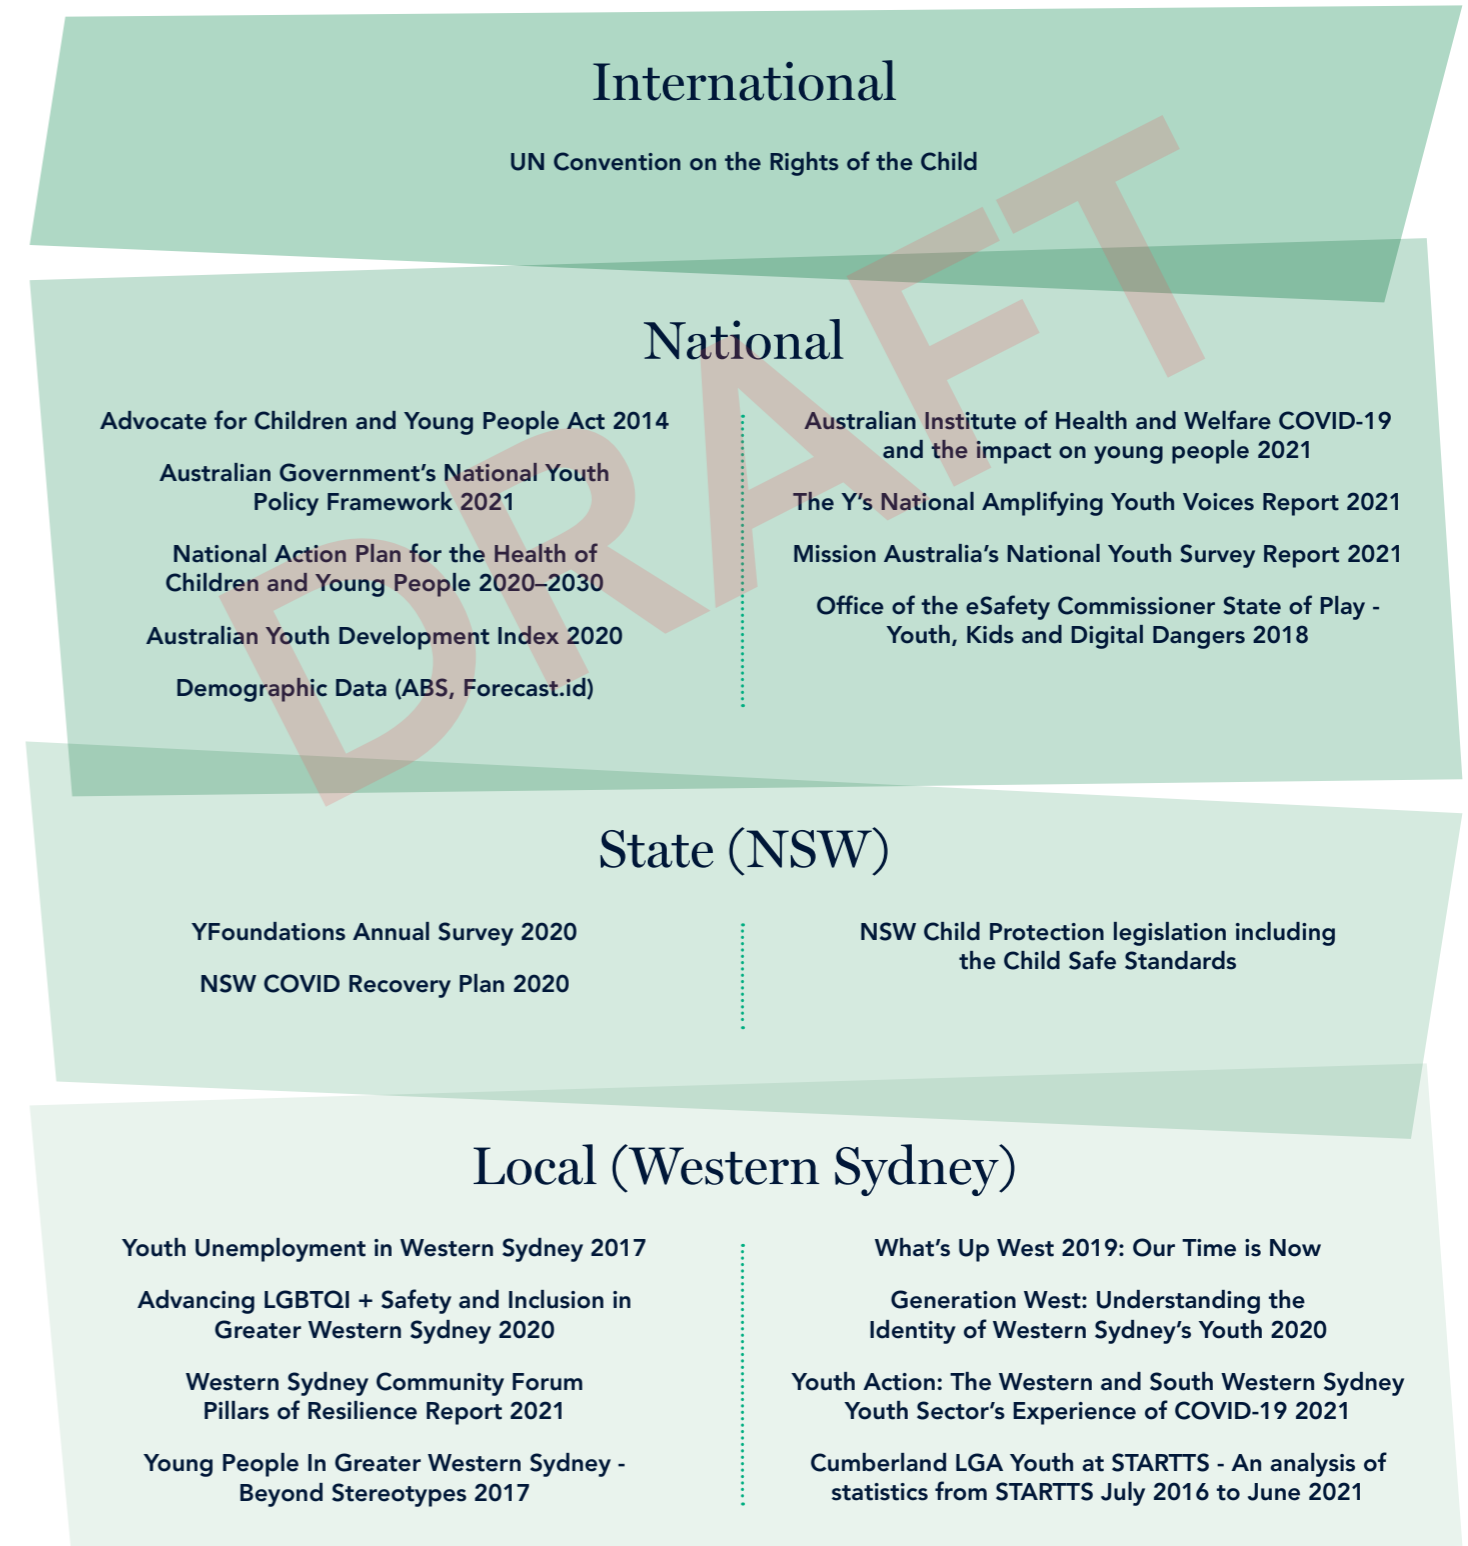 International
UN Convention on the Rights of the Child
National
Advocate for Children and Young People Act 2014
Australian Government’s National Youth
Policy Framework 2021
National Action Plan for the Health of
Children and Young People 2020–2030
Australian Youth Development Index 2020
Demographic Data (ABS, Forecast.id)
Australian Institute of Health and Welfare COVID-19
and the impact on young people 2021
The Y’s National Amplifying Youth Voices Report 2021
Mission Australia’s National Youth Survey Report 2021
Office of the eSafety Commissioner State of Play -
Youth, Kids and Digital Dangers 2018
DRAFT
State (NSW)
YFoundations Annual Survey 2020
NSW COVID Recovery Plan 2020
NSW Child Protection legislation including
the Child Safe Standards
Local (Western Sydney)
Youth Unemployment in Western Sydney 2017
Advancing LGBTQI + Safety and Inclusion in
Greater Western Sydney 2020
Western Sydney Community Forum
Pillars of Resilience Report 2021
Young People In Greater Western Sydney -
Beyond Stereotypes 2017
What’s Up West 2019: Our Time is Now
Generation West: Understanding the
Identity of Western Sydney’s Youth 2020
Youth Action: The Western and South Western Sydney
Youth Sector’s Experience of COVID-19 2021
Cumberland LGA Youth at STARTTS - An analysis of
statistics from STARTTS July 2016 to June 2021